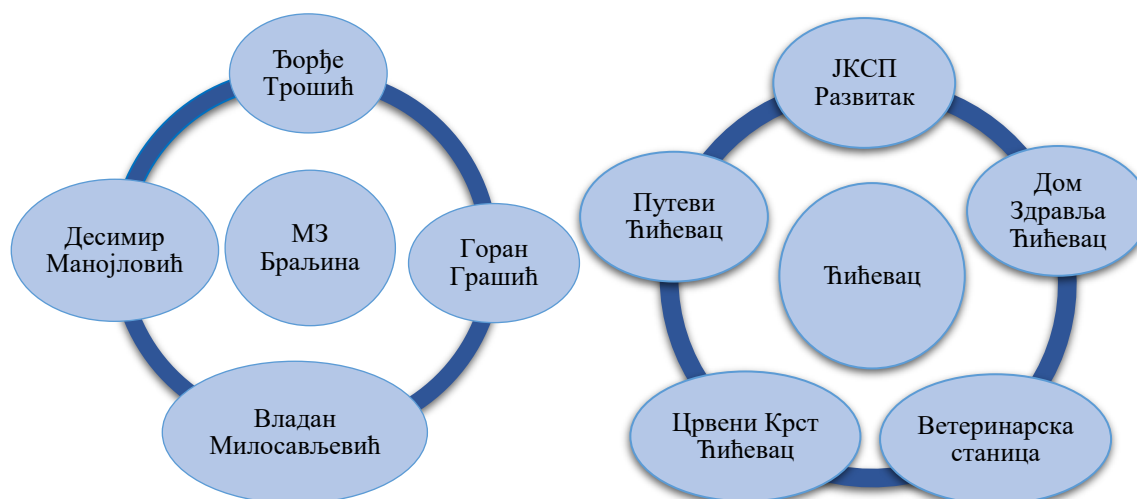 Ђорђе
Трошић
Десимир
Манојловић
МЗ
Браљина
Горан
Грашић
Владан
Милосављевић
ЈКСП
Развитак
Путеви
Ћићевац
Дом
Здравља
Ћићевац
Ћићевац
Црвени Крст
Ћићевац
Ветеринарска
станица